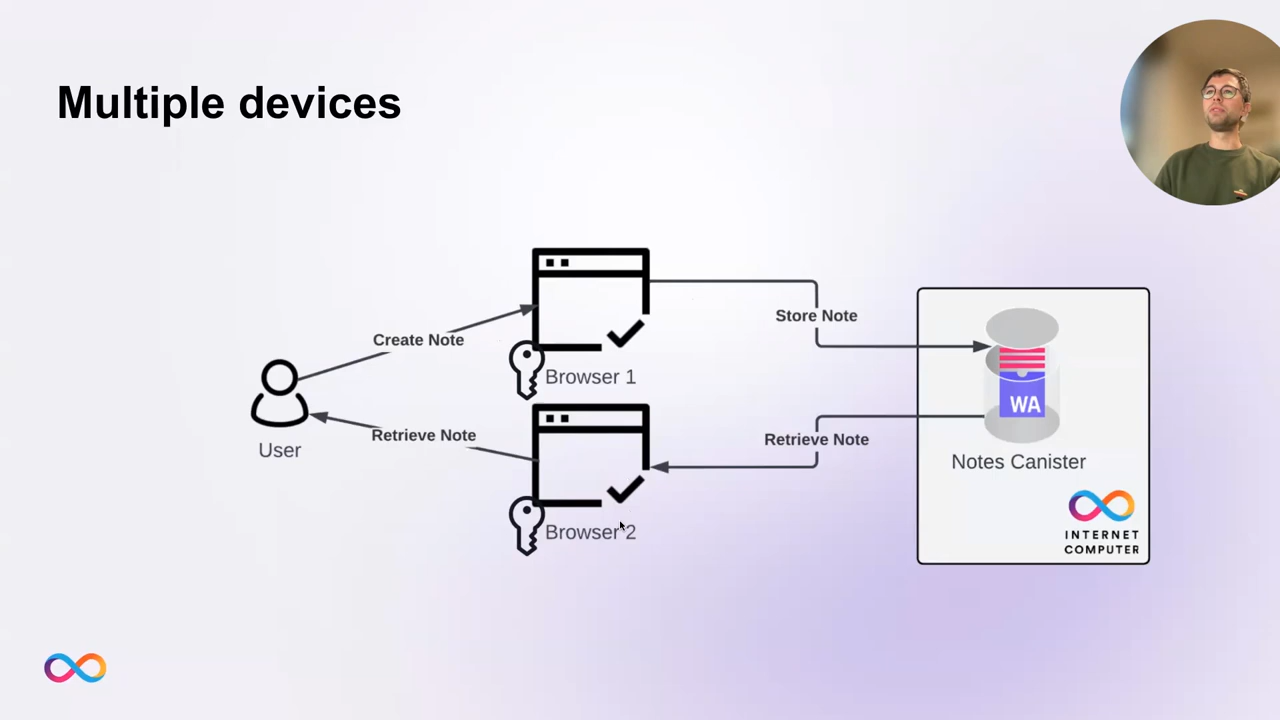 Multiple devices
Create Note
Store Note
Browser 1
User
Retrieve Note
Retrieve Note
WA
Notes Canister
Browser 2
INTERNET
COMPUTER